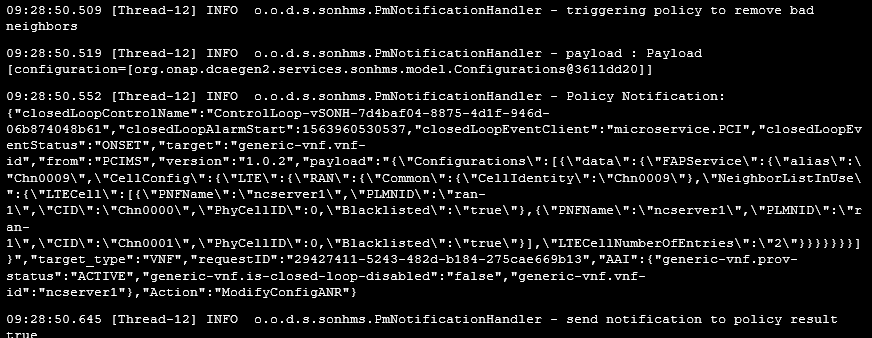 09:28:50.509 [Thread-12] INFO  o.o.d.s.sonhms.PmNotificationHandler - triggering policy to remove bad
neighbors
09:28:50.519 [Thread-12] INFO  o.o.d.s.sonhms.PmNotificationHandler - payload : Payload
[configuration=[org.onap.dcaegen2.services.sonhms.model.Configurations@3611dd20]]
09:28:50.552 [Thread-12] INFO  o.o.d.s.sonhms.PmNotificationHandler - Policy Notification:
{"closedLoopControlName":"ControlLoop-vSONH-7d4baf04-8875-4d1f-946d-
06b874048b61","closedLoopAlarmStart":1563960530537,"closedLoopEventClient":"microservice.PCI","closedLoopEv
entStatus":"ONSET","target":"generic-vnf.vnf-
id","from":"PCIMS","version":"1.0.2","payload":"{\"Configurations\":[{\"data\":{\"FAPService\":{\"alias\":\
"Chn0009\",\"CellConfig\":{\"LTE\":{\"RAN\":{\"Common\":{\"CellIdentity\":\"Chn0009\"},\"NeighborListInUse\
":{\"LTECell\":[{\"PNFName\":\"ncserver1\",\"PLMNID\":\"ran-
1\",\"CID\":\"Chn0000\",\"PhyCellID\":0,\"Blacklisted\":\"true\"},{\"PNFName\":\"ncserver1\",\"PLMNID\":\"r
an-
1\",\"CID\":\"Chn0001\",\"PhyCellID\":0,\"Blacklisted\":\"true\"}],\"LTECellNumberOfEntries\":\"2\"}}}}}}}]
}","target_type":"VNF","requestID":"29427411-5243-482d-b184-275cae669b13","AAI":{"generic-vnf.prov-
status":"ACTIVE","generic-vnf.is-closed-loop-disabled":"false","generic-vnf.vnf-
id":"ncserver1"},"Action":"ModifyConfigANR"}
09:28:50.645 [Thread-12] INFO  o.o.d.s.sonhms.PmNotificationHandler - send notification to policy result
true